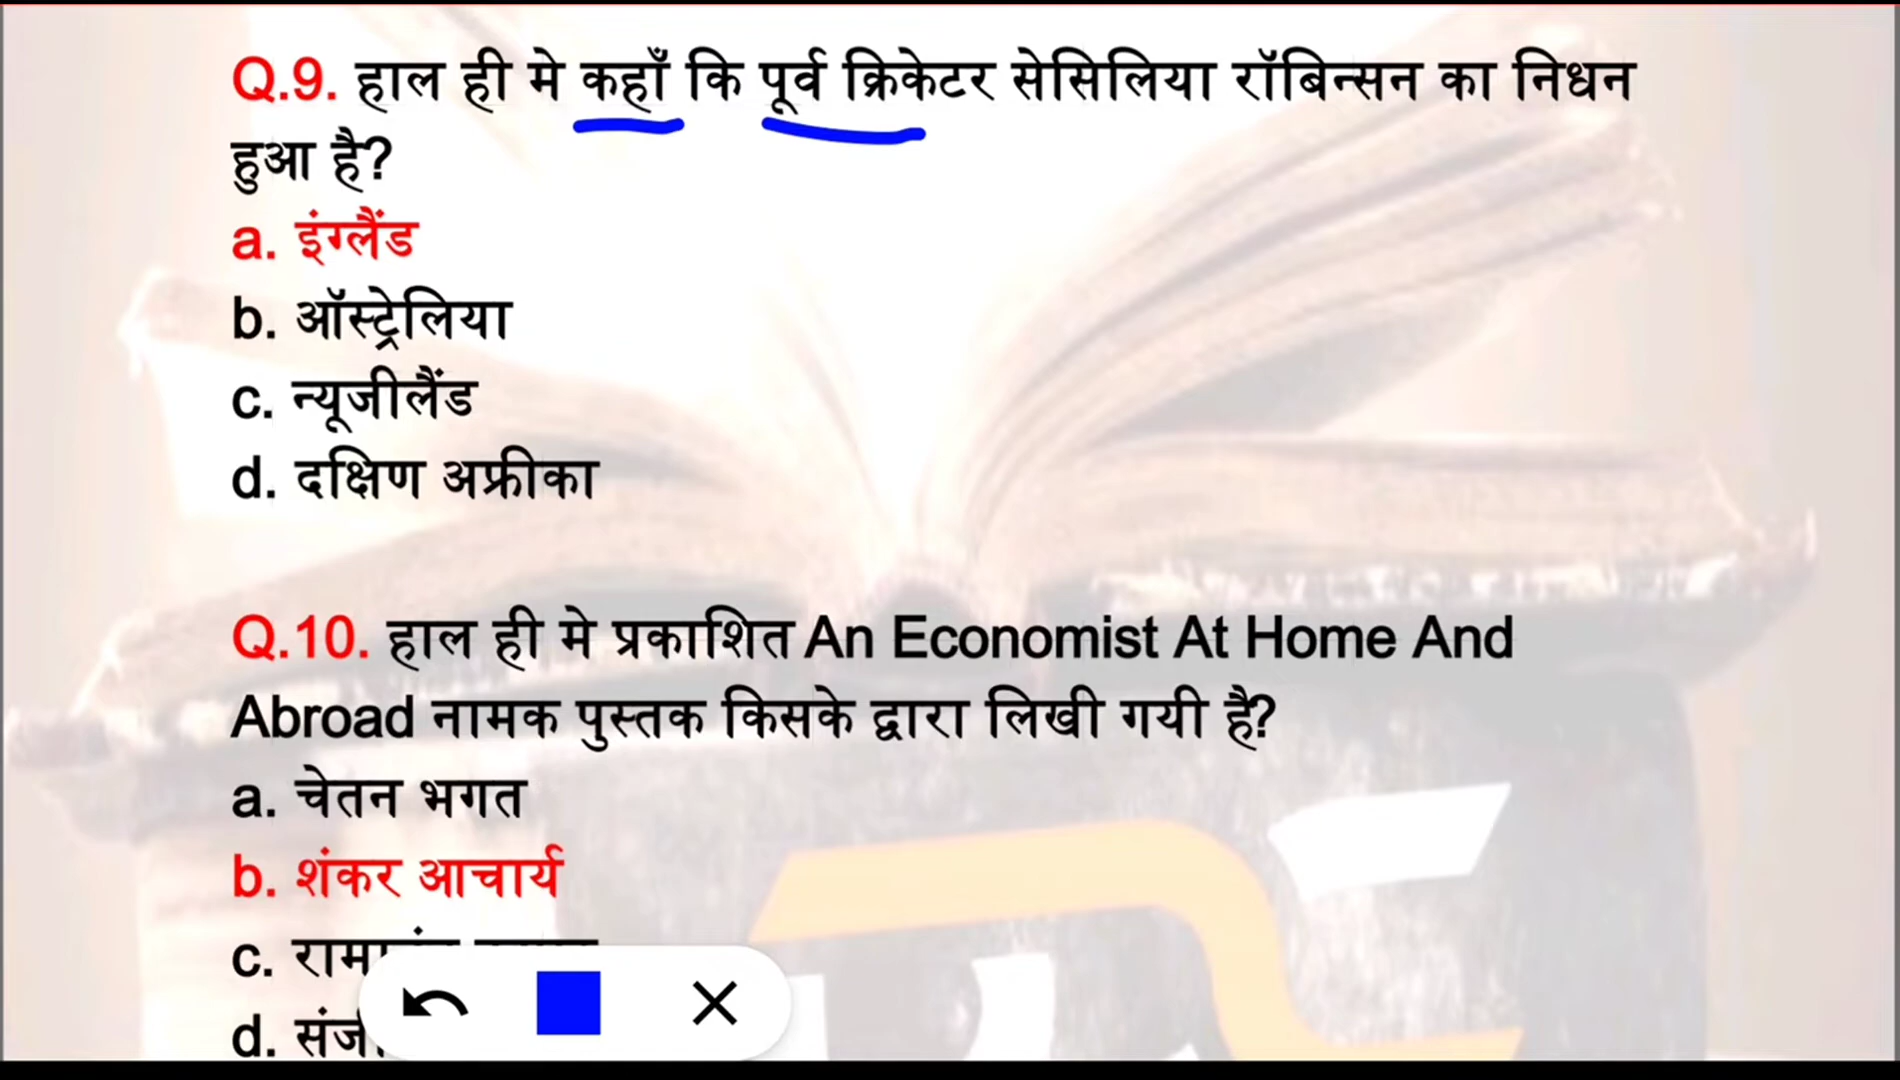 Q.9. हाल ही मे कहाँ कि पूर्व क्रिकेटर सेसिलिया रॉबिन्सन का निधन
हुआ है?
a. इंग्लैंड
b. ऑस्ट्रेलिया
c. न्यूजीलैंड
d. दक्षिण अफ्रीका
Q.10. हाल ही मे प्रकाशित An Economist At Home And
Abroad नामक पुस्तक किसके द्वारा लिखी गयी है?
a. चेतन भगत
b. शंकर आचार्य
c.
d.